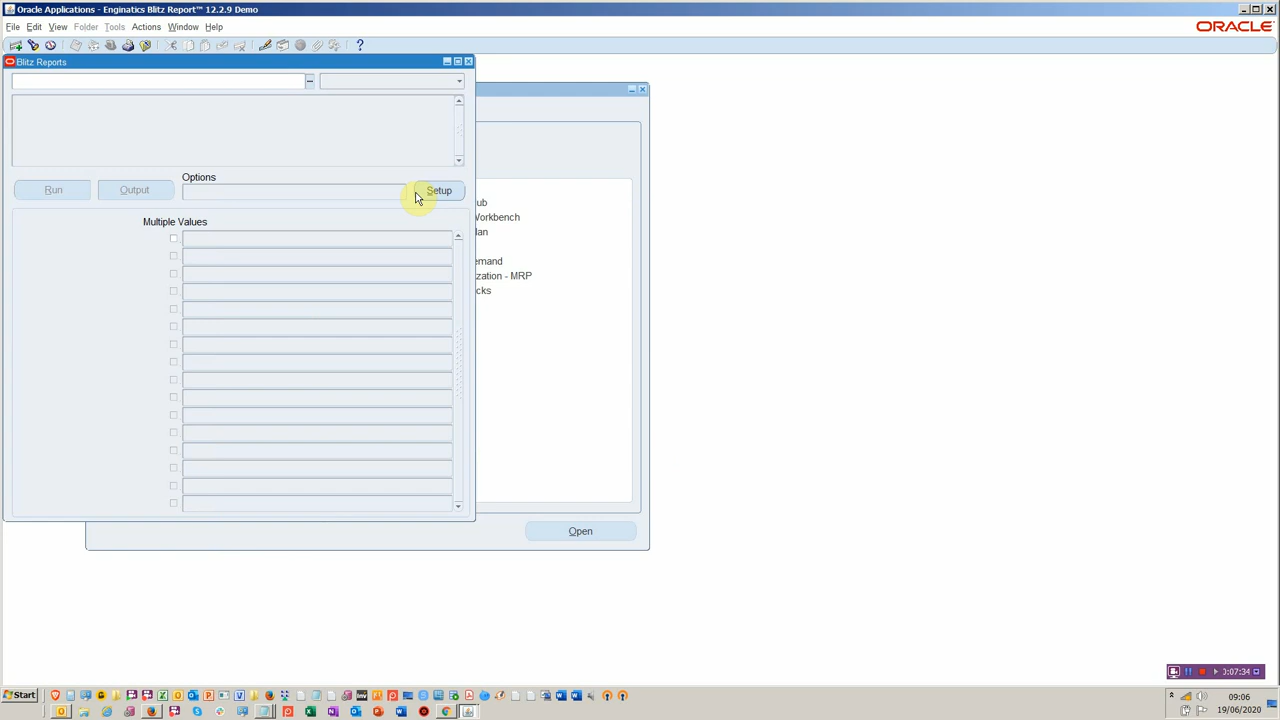 Oracle Applications - Enginatics Blitz Report™ 12.2.9 Demo
File Edit View Folder Tools Actions Window Help
ORACLE
Blitz Reports
Options
Run
Output
Setup
Multiple Values
ub
Workbench
lan
emand
ization - MRP
cks
Open
0:07:34
Start
09:06
19/06/2020